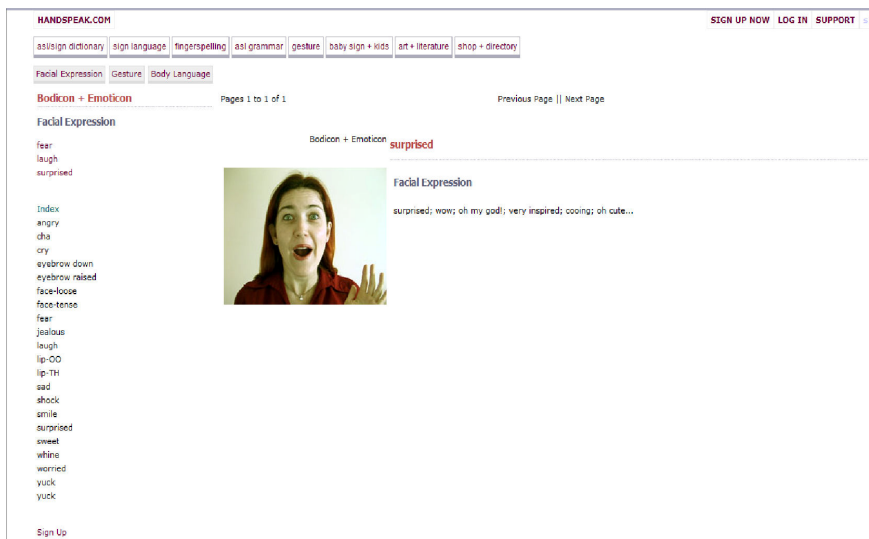 HANDSPEAK.COM
SIGN UP NOW LOG IN SUPPORT
asl/sign dictionary sign language fingerspelling asl grammar gesture baby sign + kids art + literature shop + directory
Facial Expression Gesture Body Language
Bodicon + Emoticon
Pages 1 to 1 of 1
Previous Page || Next Page
Facial Expression
fear
laugh
surprised
Index
angry
cha
cry
eyebrow down
eyebrow raised
face-loose
face-tense
fear
jealous
laugh
lip-OO
lip-TH
sad
shock
smile
surprised
sweet
whine
worried
yuck
yuck
Sign Up
Bodicon + Emoticon
surprised
Facial Expression
surprised; wow; oh my god!; very inspired; cooing; oh cute...